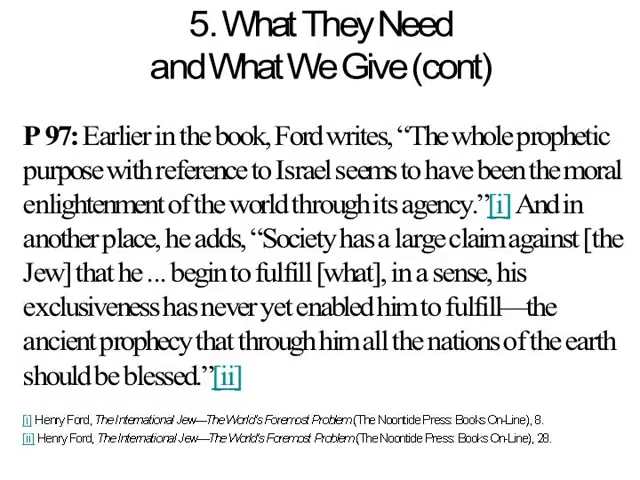 5. What They Need
and What We Give (cont)
P 97: Earlier in the book, Ford writes, “The whole prophetic
purpose with reference to Israel seems to have been the moral
enlightenment of the world through its agency.”[i] And in
another place, he adds, “Society has a large claim against [the
Jew] that he ... begin to fulfill [what], in a sense, his
exclusiveness has never yet enabled him to fulfill—the
ancient prophecy that through him all the nations of the earth
should be blessed.”[ii]
[i] Henry Ford, The International Jew—The World's Foremost Problem (The Noontide Press: Books On-Line), 8.
[ii] Henry Ford, The International Jew—The World's Foremost Problem (The Noontide Press: Books On-Line), 28.